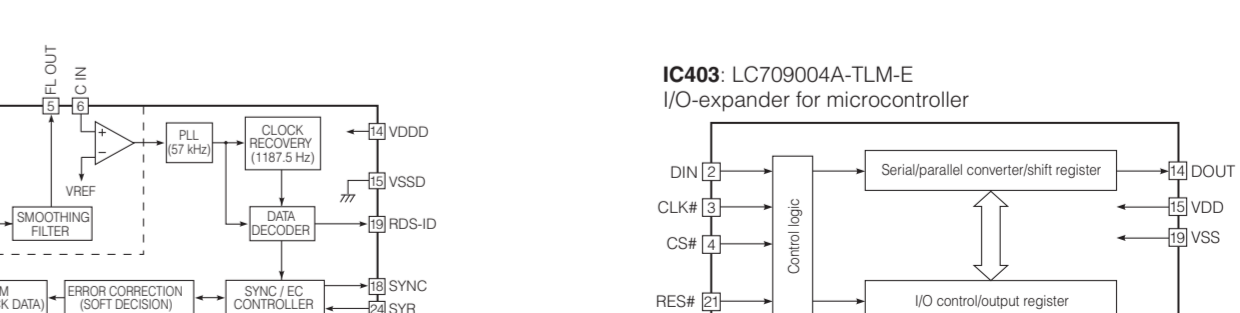 FL OUT
C IN
5
6
+
−
VREF
PLL
(57 kHz)
CLOCK
RECOVERY
(1187.5 Hz)
14 VDDD
15 VSSD
SMOOTHING
FILTER
DATA
DECODER
19 RDS-ID
ERROR CORRECTION
(SOFT DECISION)
SYNC / EC
CONTROLLER
18 SYNC
24 SYR
M
K DATA)
IC403: LC709004A-TLM-E
I/O-expander for microcontroller
DIN 2
CLK# 3
CS# 4
RES# 21
Control logic
Serial/parallel converter/shift register
14 DOUT
15 VDD
19 VSS
I/O control/output register